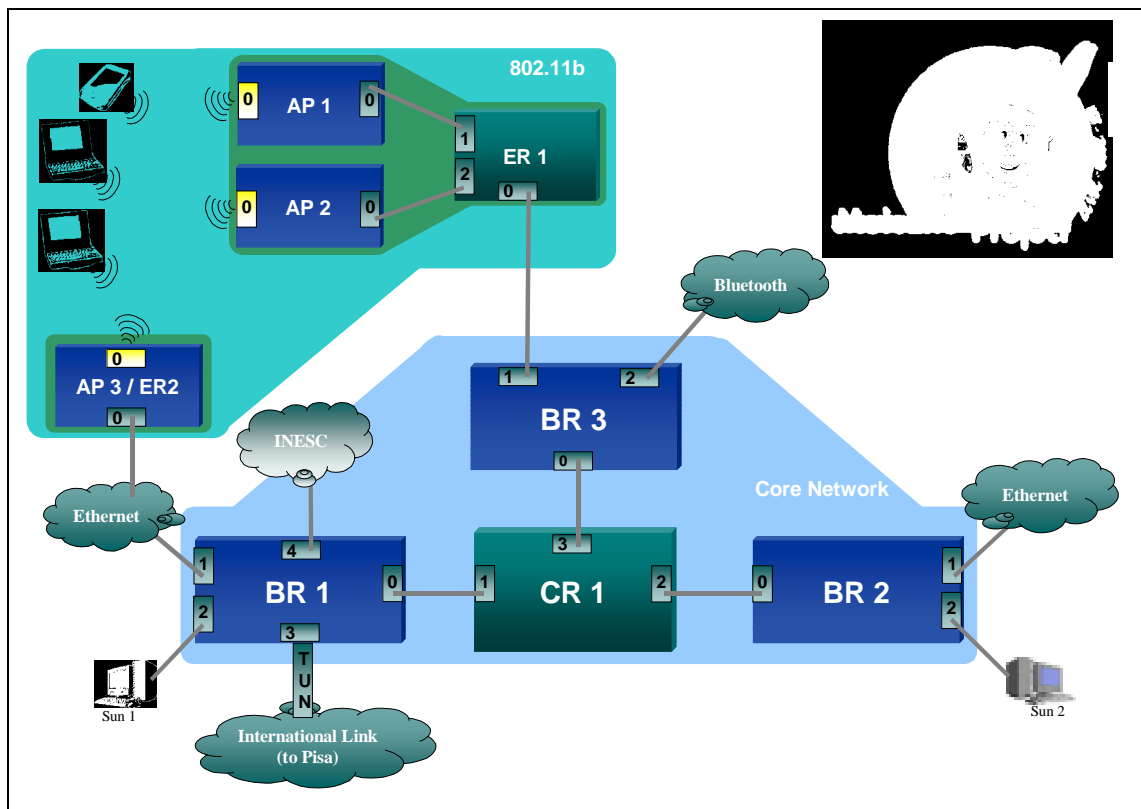 802.11b
0
AP 1
0
1
ER 1
2
0
0
AP 2
0
Bluetooth
0
AP 3 / ER2
0
1
2
BR 3
0
INESC
Core Network
Ethernet
Ethernet
1
4
BR 1
0
2
3
3
1
CR 1
2
0
BR 2
1
2
TUN
Sun 1
Sun 2
International Link
(to Pisa)